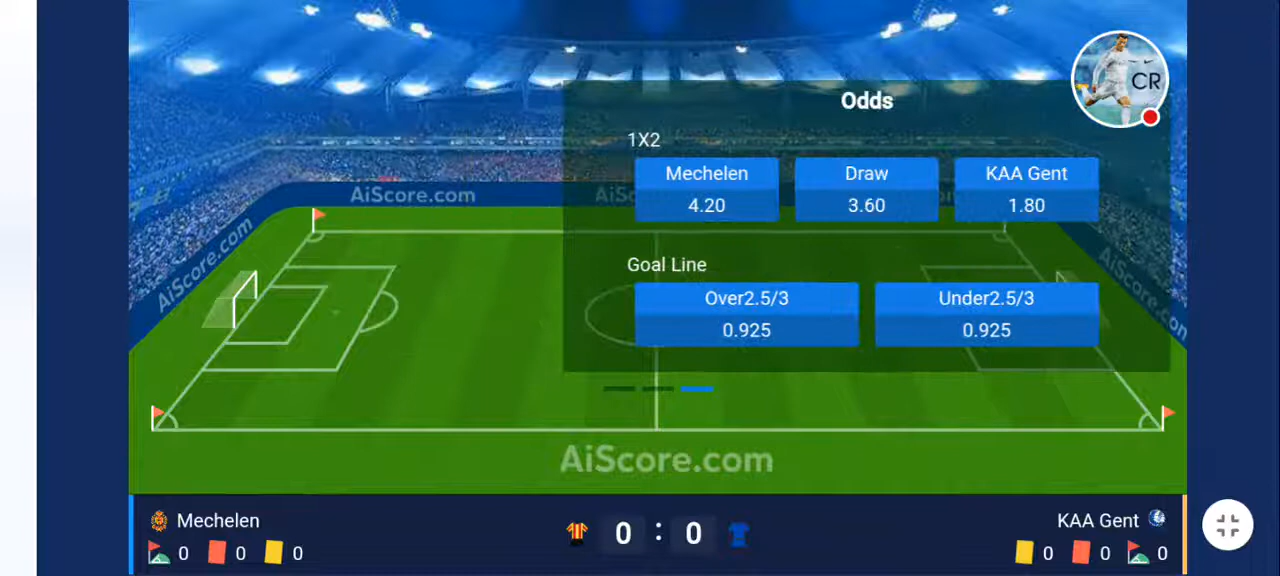 Odds
CR
1X2
Mechelen
4.20
Draw
3.60
KAA Gent
1.80
AiScore.com
AiSc
AiScore.com
AiScore.com
Goal Line
Over2.5/3
0.925
Under2.5/3
0.925
AiScore.com
Mechelen
0 : 0
KAA Gent
0 0 0
0 0 0